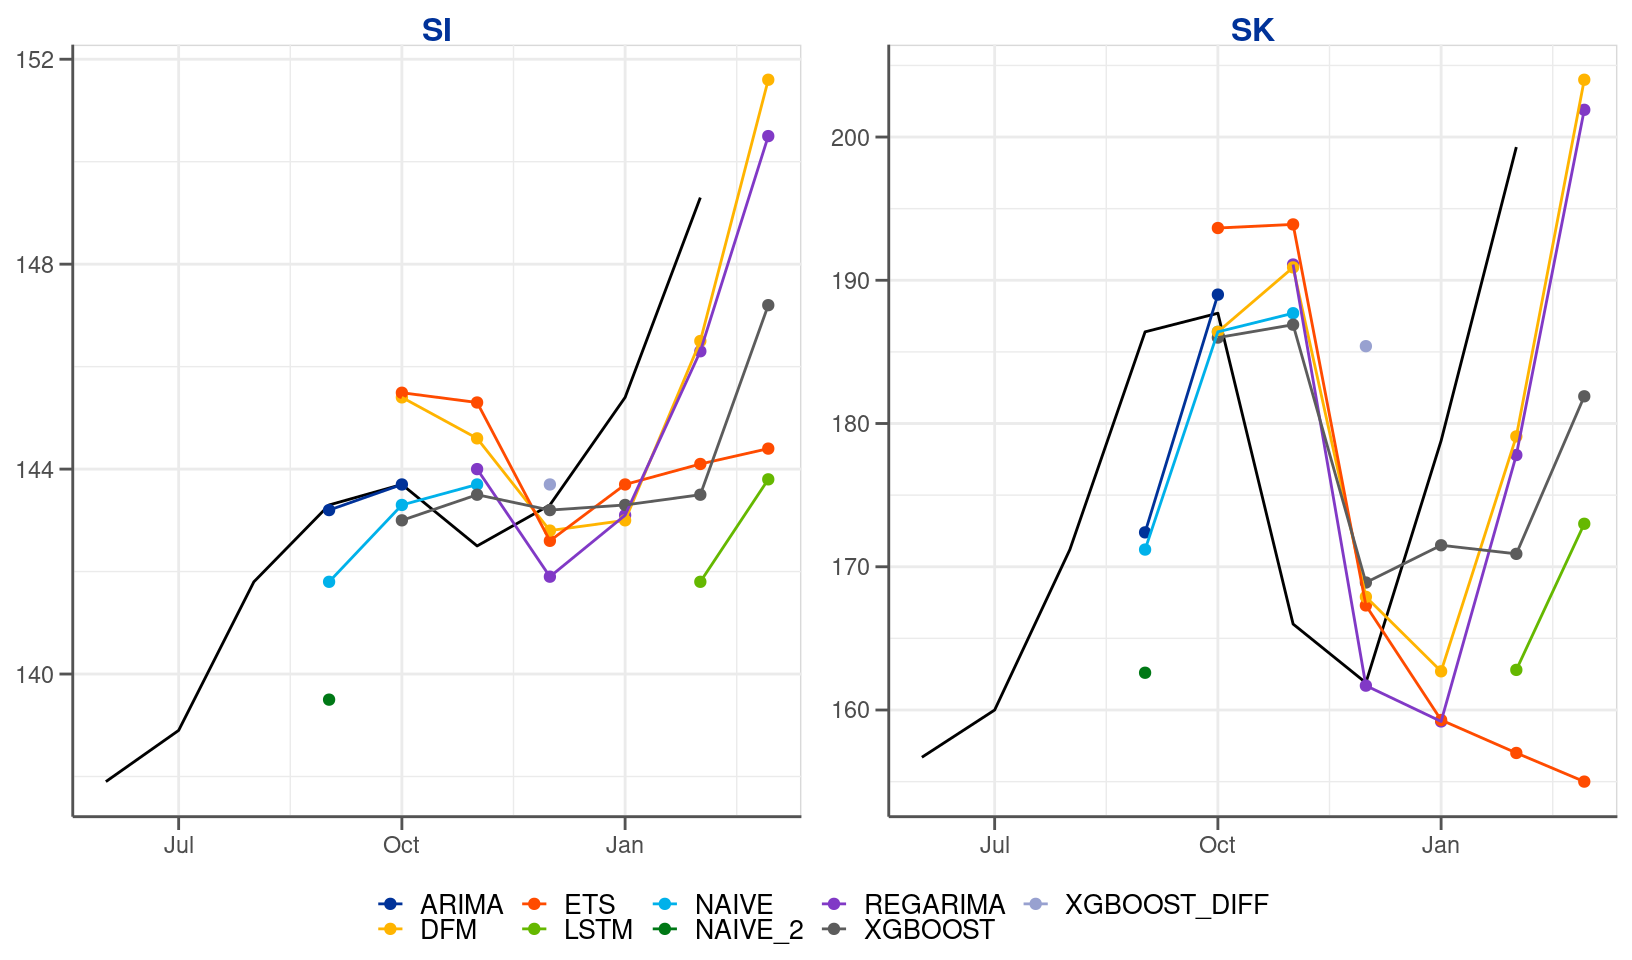 SI
SK
152
148
144
140
Jul
Oct
Jan
200
190
180
170
160
Jul
Oct
Jan
ARIMA ETS NAIVE REGARIMA XGBOOST_DIFF
DFM LSTM NAIVE_2 XGBOOST